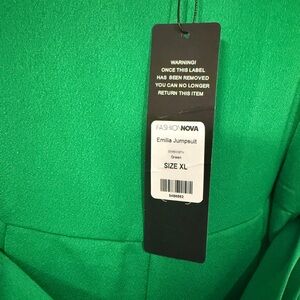 WARNING!
ONCE THIS LABEL
HAS BEEN REMOVED
YOU CAN NO LONGER
RETURN THIS ITEM
FASHIONNOVA
Emilia Jumpsuit
Green
SIZE XL